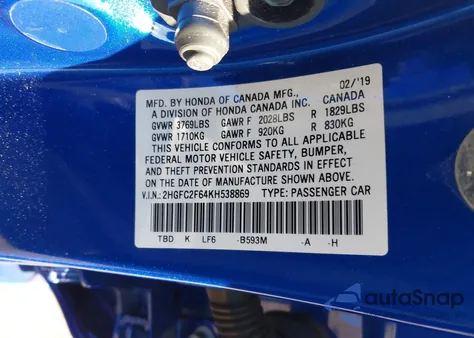 02/'19
MFD. BY HONDA OF CANADA MFG., CANADA
A DIVISION OF HONDA CANADA INC.
GVWR 3769LBS GAWR F 2028LBS R 1829LBS
GVWR 1710KG GAWR F 920KG R 830KG
THIS VEHICLE CONFORMS TO ALL APPLICABLE
FEDERAL MOTOR VEHICLE SAFETY, BUMPER,
AND THEFT PREVENTION STANDARDS IN EFFECT
ON THE DATE OF MANUFACTURE SHOWN ABOVE.
V.I.N.: 2HGFC2F64KH538869 TYPE: PASSENGER CAR
TBD K LF6 -B593M -A -H
autoSnap